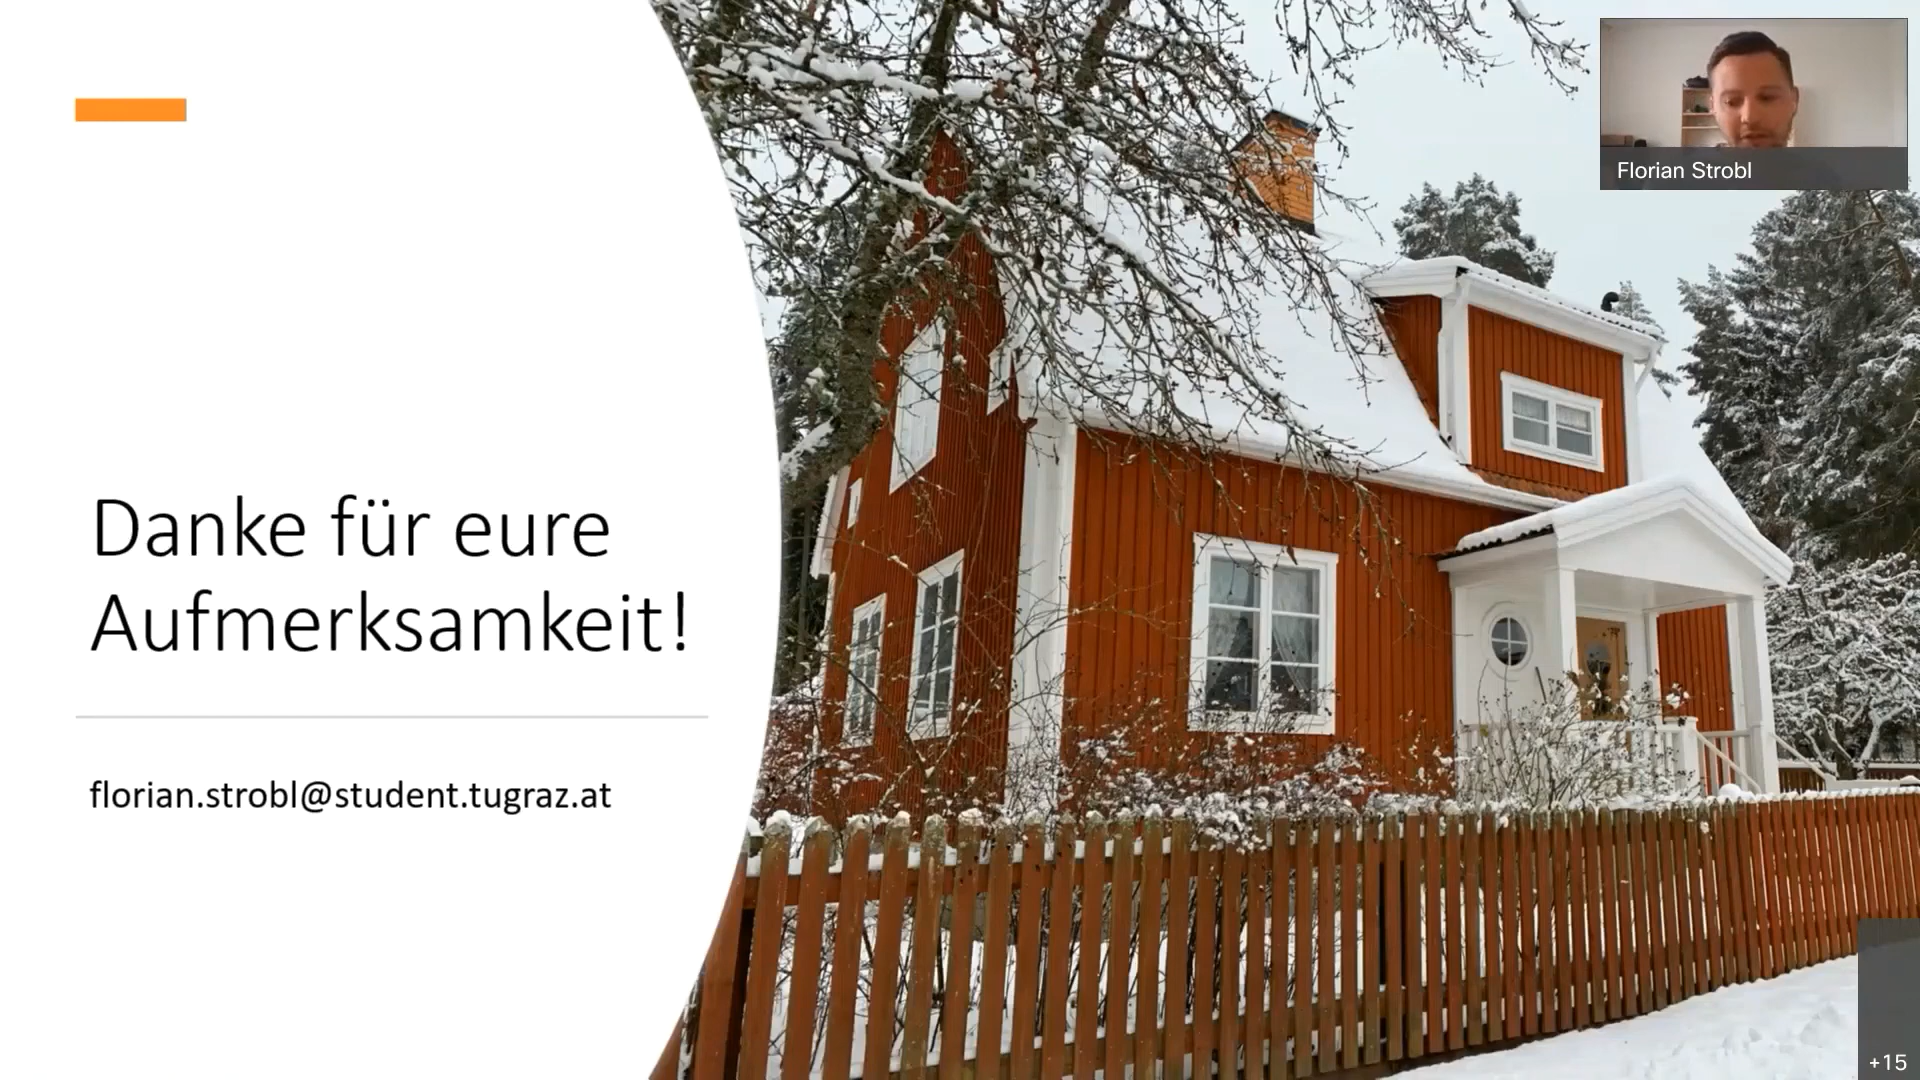 Florian Strobl
Danke für eure
Aufmerksamkeit!
florian.strobl@student.tugraz.at
+15